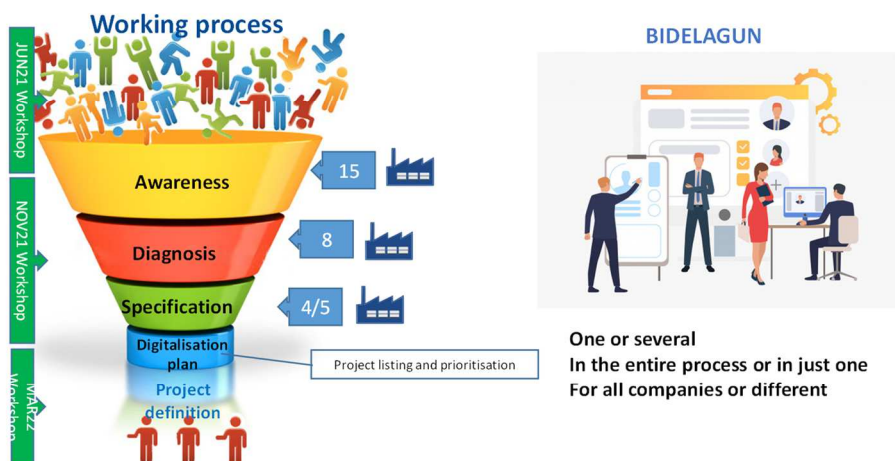 Working process
BIDELAGUN
JUN21 Workshop
Awareness
15
NOV21 Workshop
Diagnosis
8
Specification
4/5
Digitalisation
plan
Project listing and prioritisation
MAR22
Workshop
Project
definition
One or several
In the entire process or in just one
For all companies or different